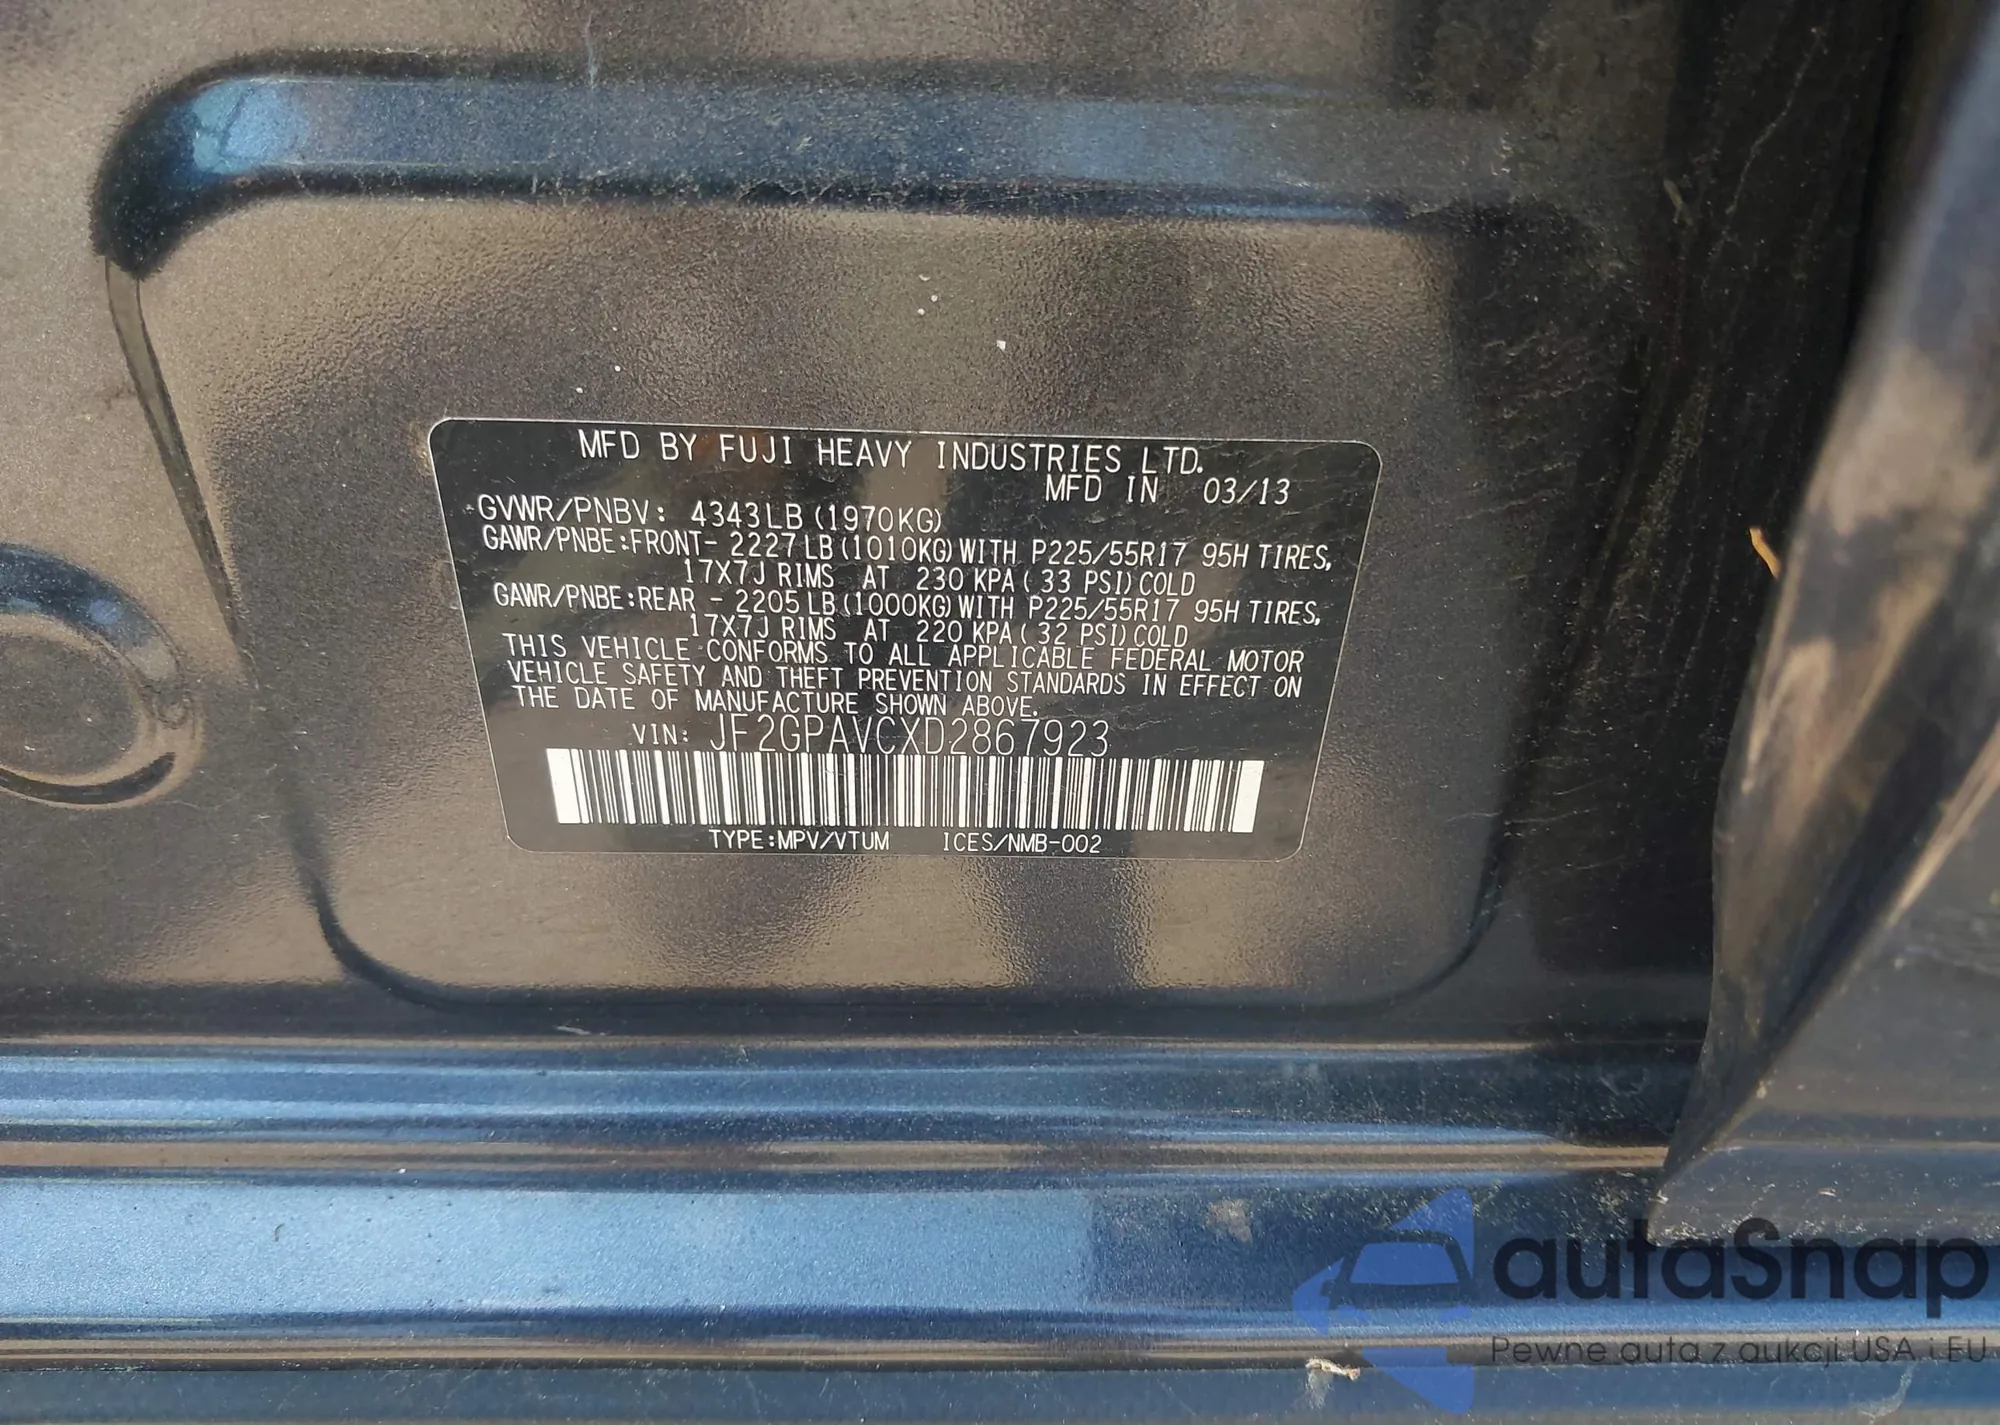 MFD BY FUJI HEAVY INDUSTRIES LTD.
MFD IN 03/13
GVWR/PNBV: 4343LB (1970KG)
GAWR/PNBE:FRONT- 2227 LB (1010KG) WITH P225/55R17 95H TIRES,
17X7J RIMS AT 230 KPA ( 33 PSI) COLD
GAWR/PNBE:REAR - 2205 LB (1000KG) WITH P225/55R17 95H TIRES,
17X7J RIMS AT 220 KPA ( 32 PSI) COLD
THIS VEHICLE CONFORMS TO ALL APPLICABLE FEDERAL MOTOR
VEHICLE SAFETY AND THEFT PREVENTION STANDARDS IN EFFECT ON
THE DATE OF MANUFACTURE SHOWN ABOVE.
VIN: JF2GPAVCXD2867923
TYPE:MPV/VTUM ICES/NMB-002
autaSnap
Pewne auta z aukcji USA i EU